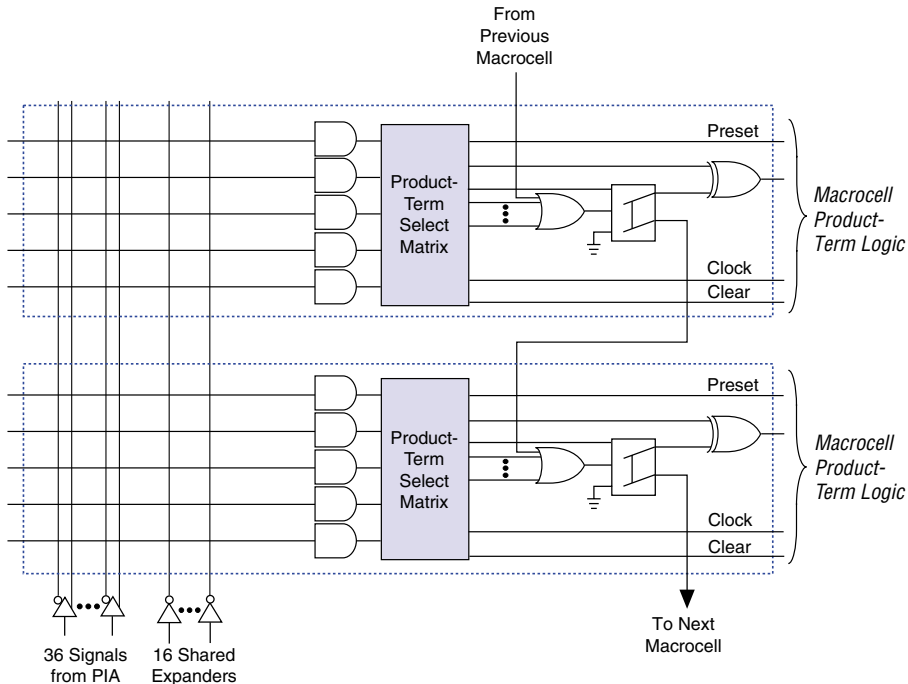 From
Previous
Macrocell
Preset
Product-
Term
Select
Matrix
Macrocell
Product-
Term Logic
Clock
Clear
Preset
Product-
Term
Select
Matrix
Macrocell
Product-
Term Logic
Clock
Clear
36 Signals
from PIA
16 Shared
Expanders
To Next
Macrocell